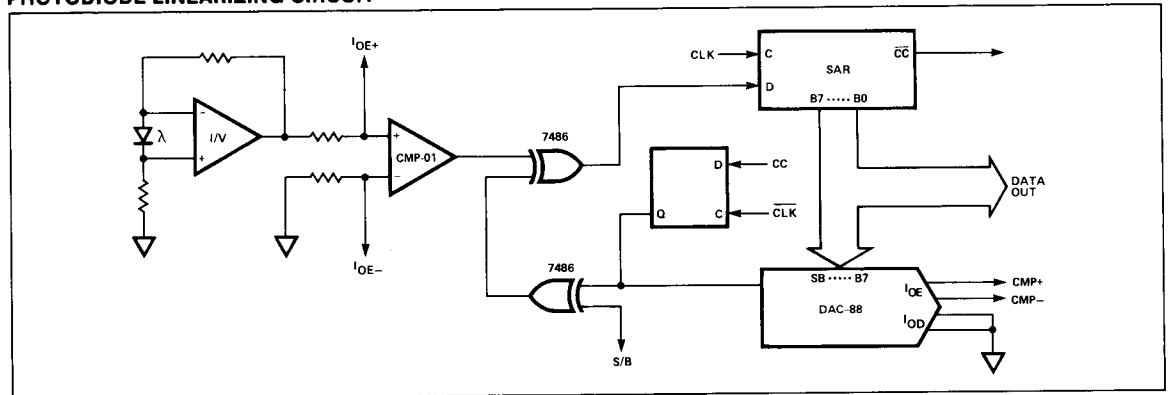 PHOTODIODE LINEARIZING CIRCUIT
I/V
λ
−
+
IOE+
IOE−
+
−
CMP-01
7486
CLK
C
D
SAR
CC̅
B7 ..... B0
D
CC
Q
C
C̅L̅K̅
DATA
OUT
7486
S/B
SB ..... B7
DAC-88
IOE
IOD
CMP+
CMP−